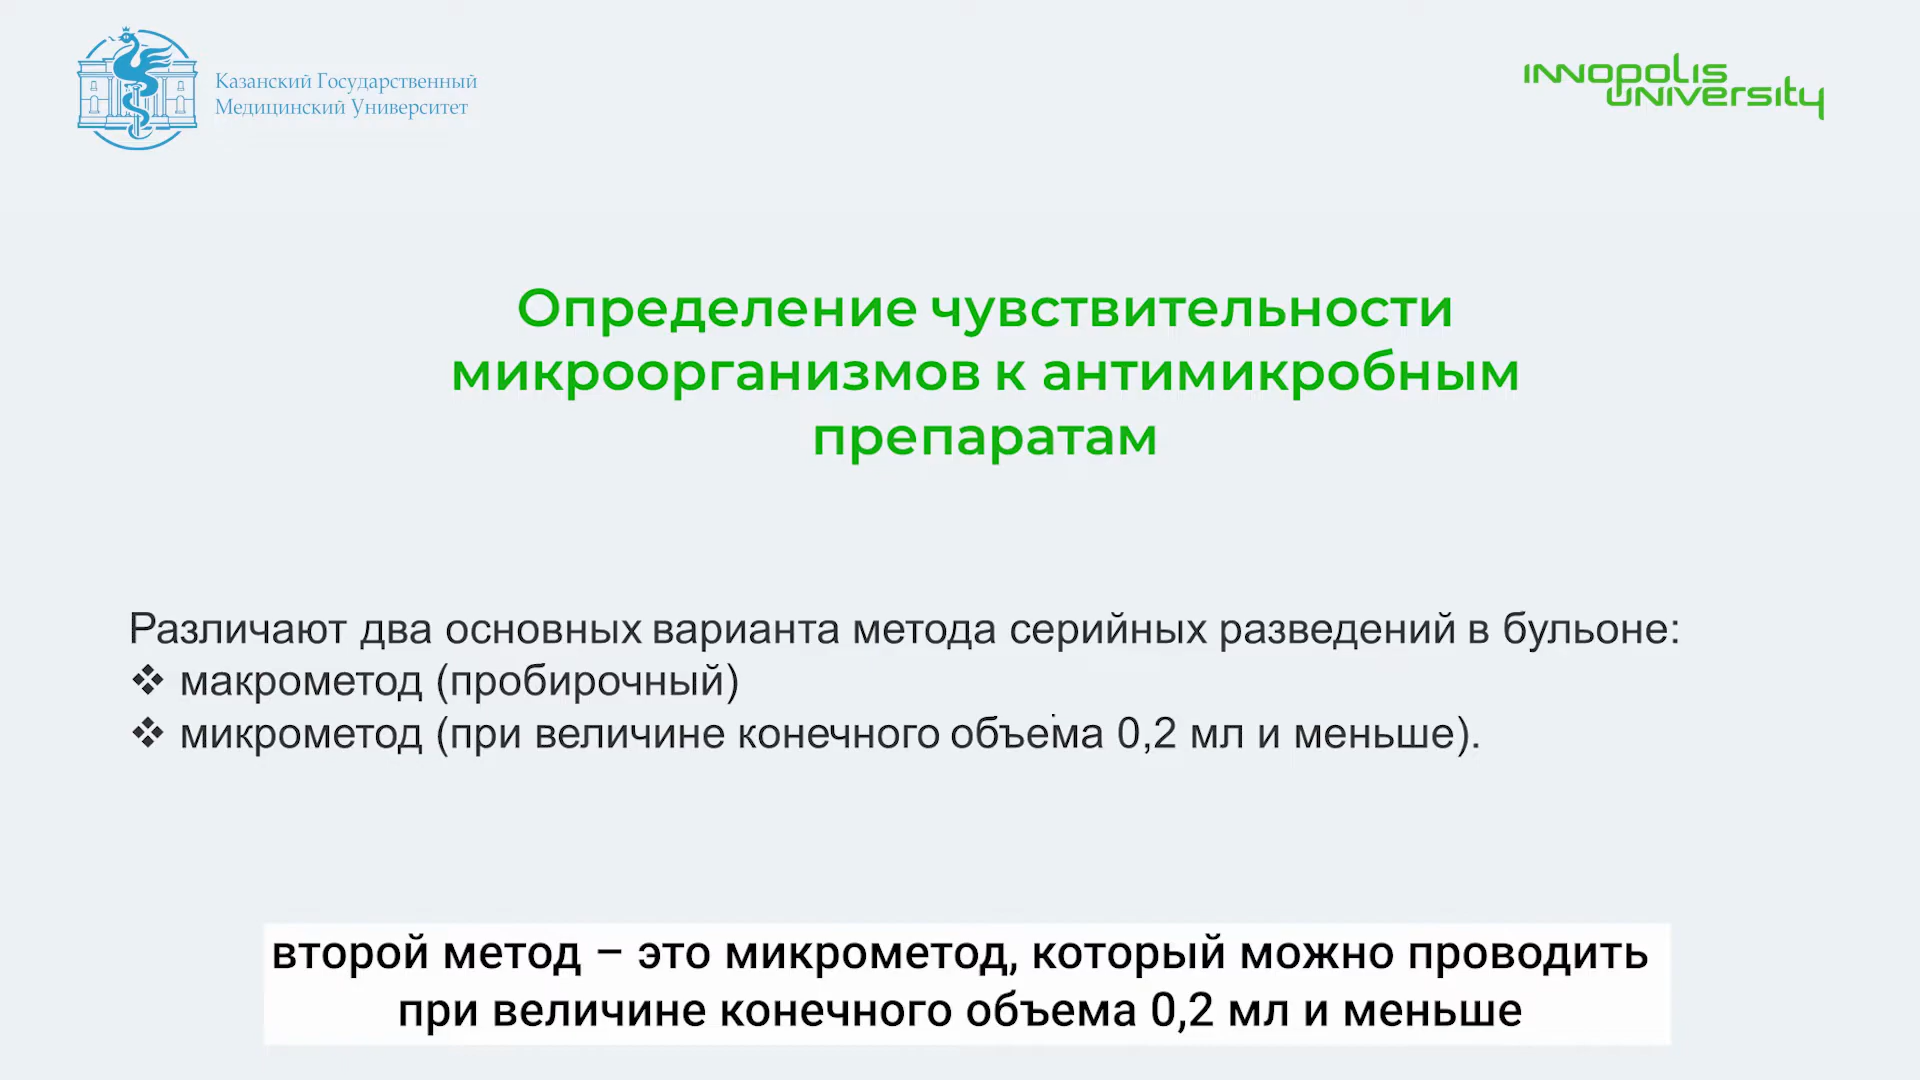 Казанский Государственный
Медицинский Университет
INNOPOLIS
UNIVERSITY
Определение чувствительности
микроорганизмов к антимикробным
препаратам
Различают два основных варианта метода серийных разведений в бульоне:
❖ макрометод (пробирочный)
❖ микрометод (при величине конечного объема 0,2 мл и меньше).
второй метод – это микрометод, который можно проводить
при величине конечного объема 0,2 мл и меньше